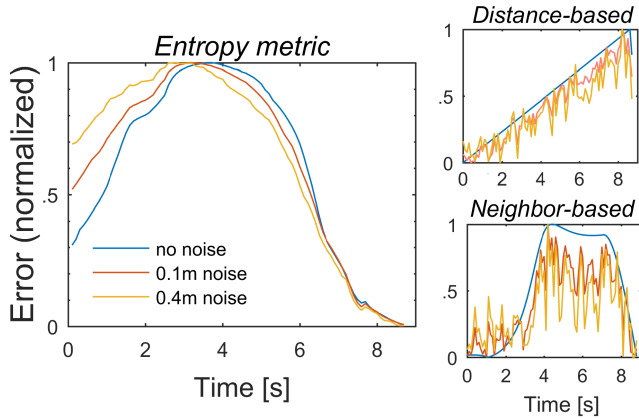 Entropy metric
Error (normalized)
1
.5
0
no noise
0.1m noise
0.4m noise
0 2 4 6 8
Time [s]
Distance-based
1
.5
0
0 2 4 6 8
Neighbor-based
1
.5
0
0 2 4 6 8
Time [s]